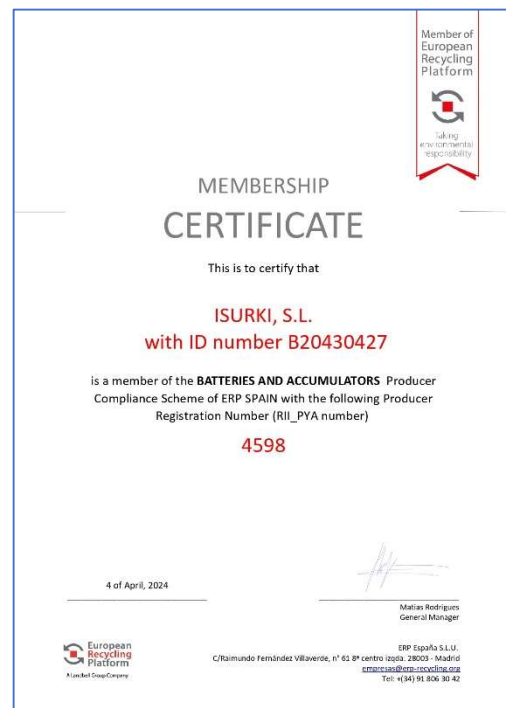 Member of
European
Recycling
Platform
Taking
environmental
responsibility
MEMBERSHIP
CERTIFICATE
This is to certify that
ISURKI, S.L.
with ID number B20430427
is a member of the BATTERIES AND ACCUMULATORS Producer
Compliance Scheme of ERP SPAIN with the following Producer
Registration Number (RII_PYA number)
4598
4 of April, 2024
Matias Rodrigues
General Manager
European
Recycling
Platform
A Landbell Group Company
ERP España S.L.U.
C/Raimundo Fernández Villaverde, nº 61 8ª centro izqda. 28003 - Madrid
empresas@erp-recycling.org
Tel: +(34) 91 806 30 42